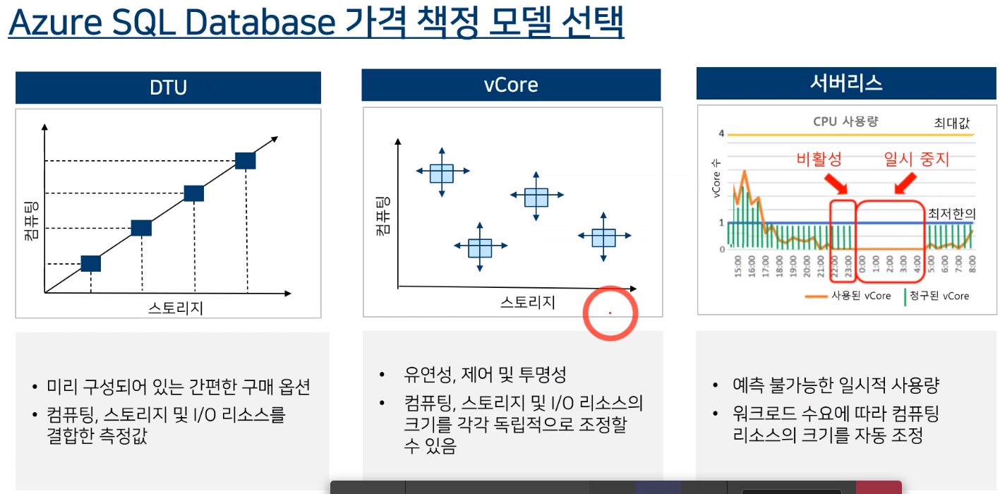 Azure SQL Database 가격 책정 모델 선택
DTU
컴퓨팅
스토리지
• 미리 구성되어 있는 간편한 구매 옵션
• 컴퓨팅, 스토리지 및 I/O 리소스를
결합한 측정값
vCore
컴퓨팅
스토리지
• 유연성, 제어 및 투명성
• 컴퓨팅, 스토리지 및 I/O 리소스의
크기를 각각 독립적으로 조정할
수 있음
서버리스
CPU 사용량
최대값
4
비활성
일시 중지
vCore 수
최저한의
1
0
15:00 16:00 17:00 18:00 19:00 20:00 21:00 22:00 23:00 0:00 1:00 2:00 3:00 4:00 5:00 6:00 7:00 8:00
사용된 vCore
청구된 vCore
• 예측 불가능한 일시적 사용량
• 워크로드 수요에 따라 컴퓨팅
리소스의 크기를 자동 조정